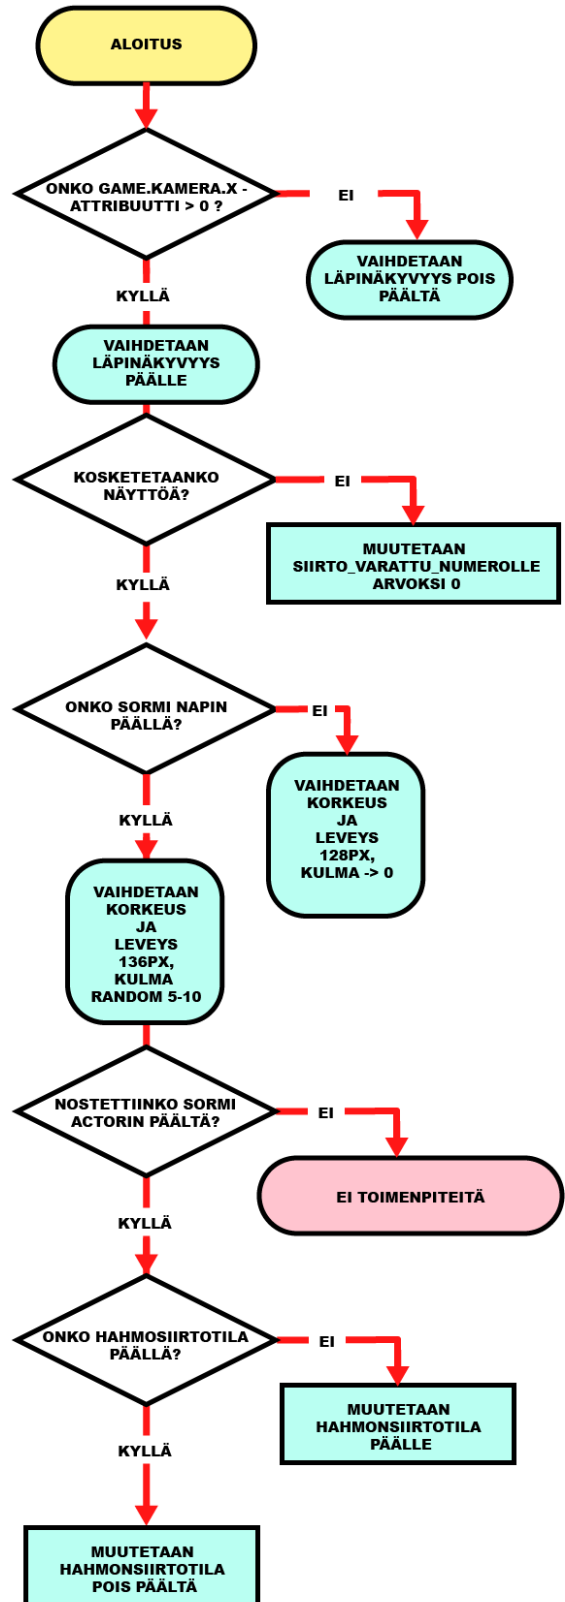 ALOITUS
ONKO GAME.KAMERA.X -
ATTRIBUUTTI > 0 ?
EI
VAIHDETAAN
LÄPINÄKYVYYS POIS
PÄÄLTÄ
KYLLÄ
VAIHDETAAN
LÄPINÄKYVYYS
PÄÄLLE
KOSKETETAANKO
NÄYTTÖÄ?
EI
MUUTETAAN
SIIRTO_VARATTU_NUMEROLLE
ARVOKSI 0
KYLLÄ
ONKO SORMI NAPIN
PÄÄLLÄ?
EI
VAIHDETAAN
KORKEUS
JA
LEVEYS
128PX,
KULMA -> 0
KYLLÄ
VAIHDETAAN
KORKEUS
JA
LEVEYS
136PX,
KULMA
RANDOM 5-10
NOSTETTIINKO SORMI
ACTORIN PÄÄLTÄ?
EI
EI TOIMENPITEITÄ
KYLLÄ
ONKO HAHMOSIIRTOTILA
PÄÄLLÄ?
EI
MUUTETAAN
HAHMONSIIRTOTILA
PÄÄLLE
KYLLÄ
MUUTETAAN
HAHMONSIIRTOTILA
POIS PÄÄLTÄ